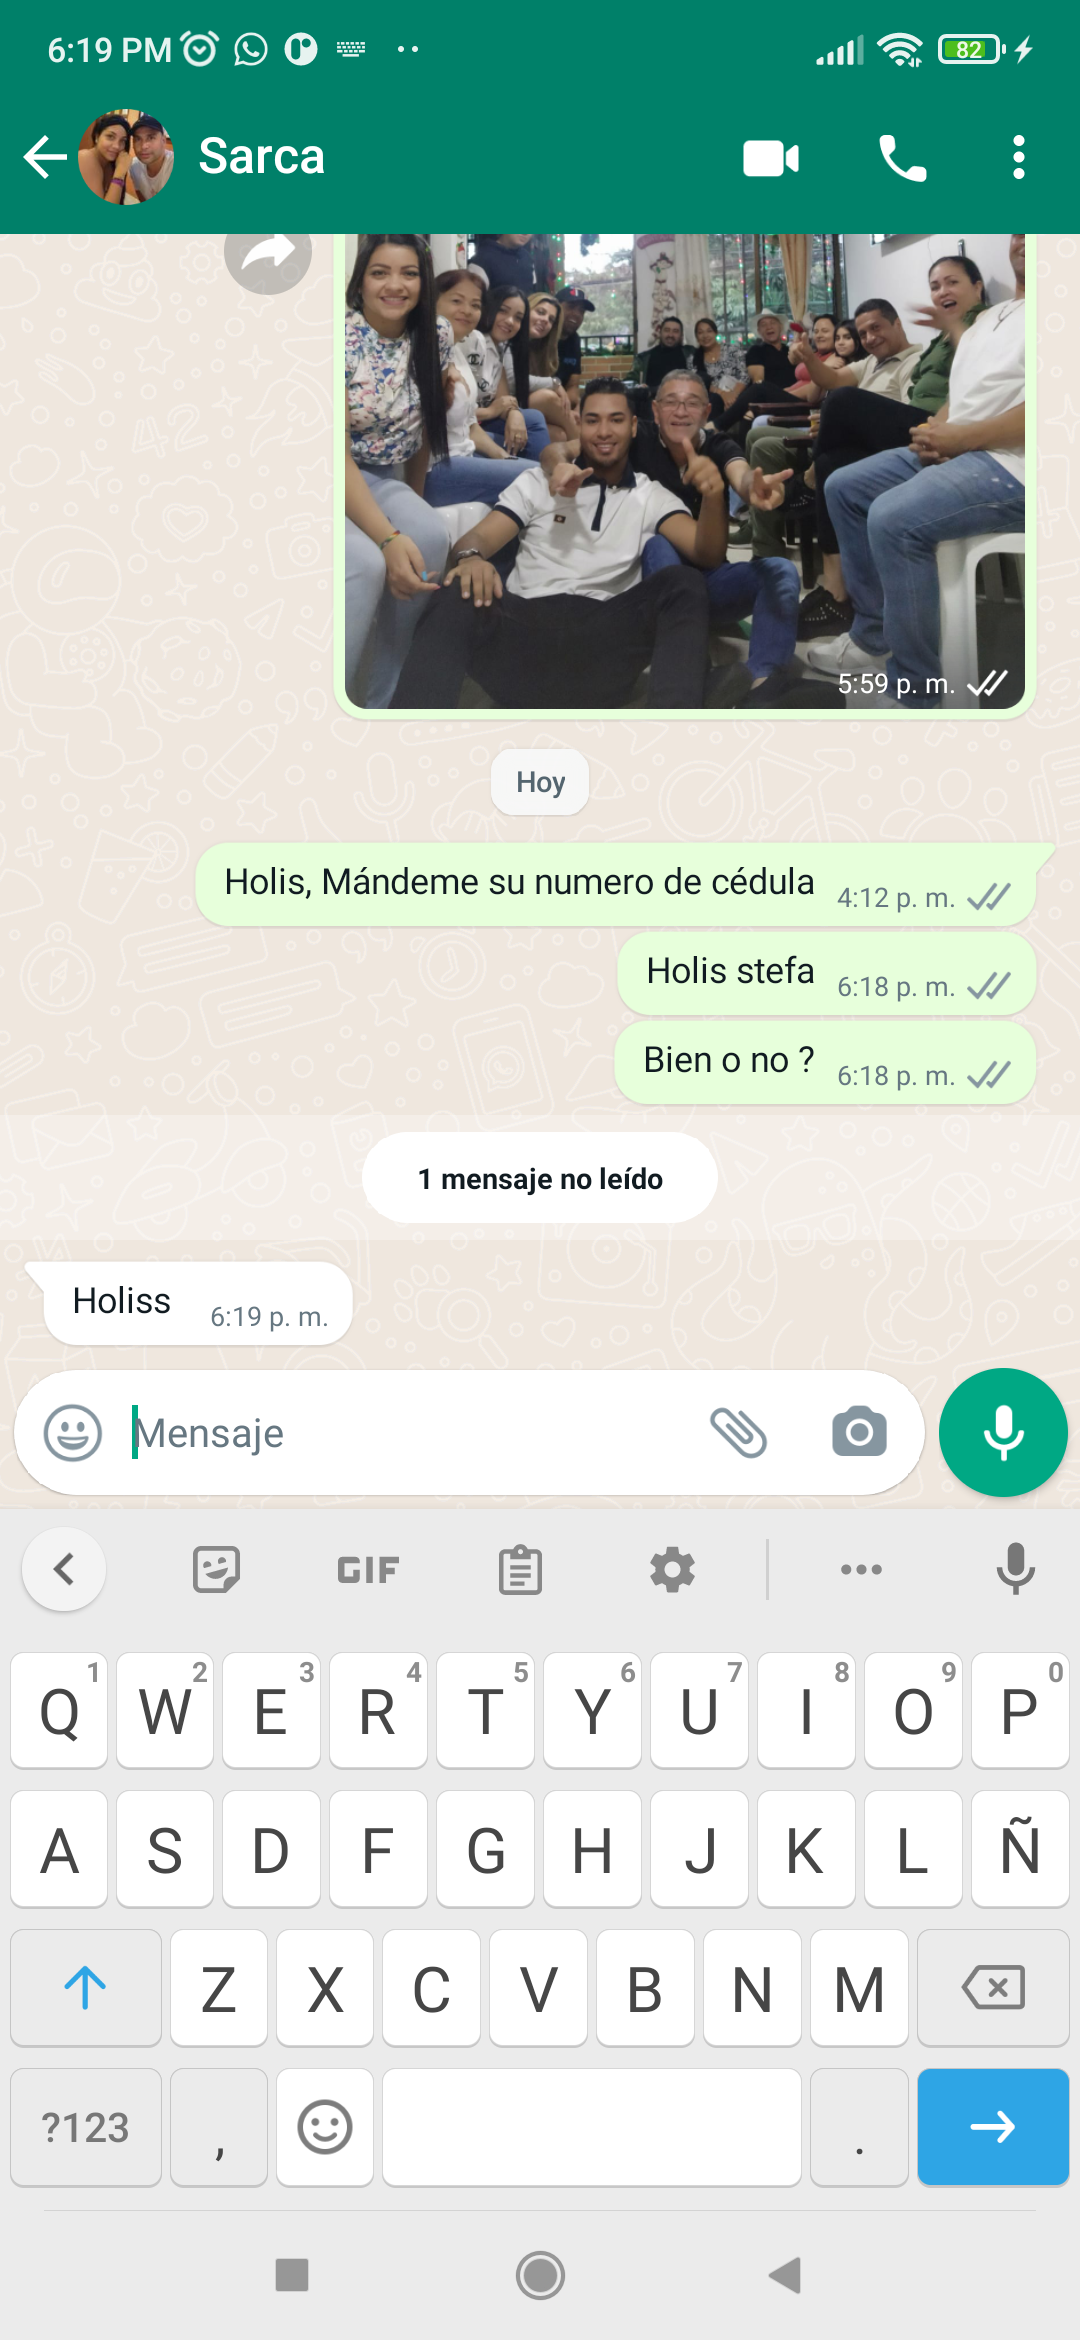 6:19 PM
82
Sarca
5:59 p. m.
Hoy
Holis, Mándeme su numero de cédula 4:12 p. m.
Holis stefa 6:18 p. m.
Bien o no ? 6:18 p. m.
1 mensaje no leído
Holiss 6:19 p. m.
Mensaje
GIF
1 2 3 4 5 6 7 8 9 0
Q W E R T Y U I O P
A S D F G H J K L Ñ
Z X C V B N M
?123 , .